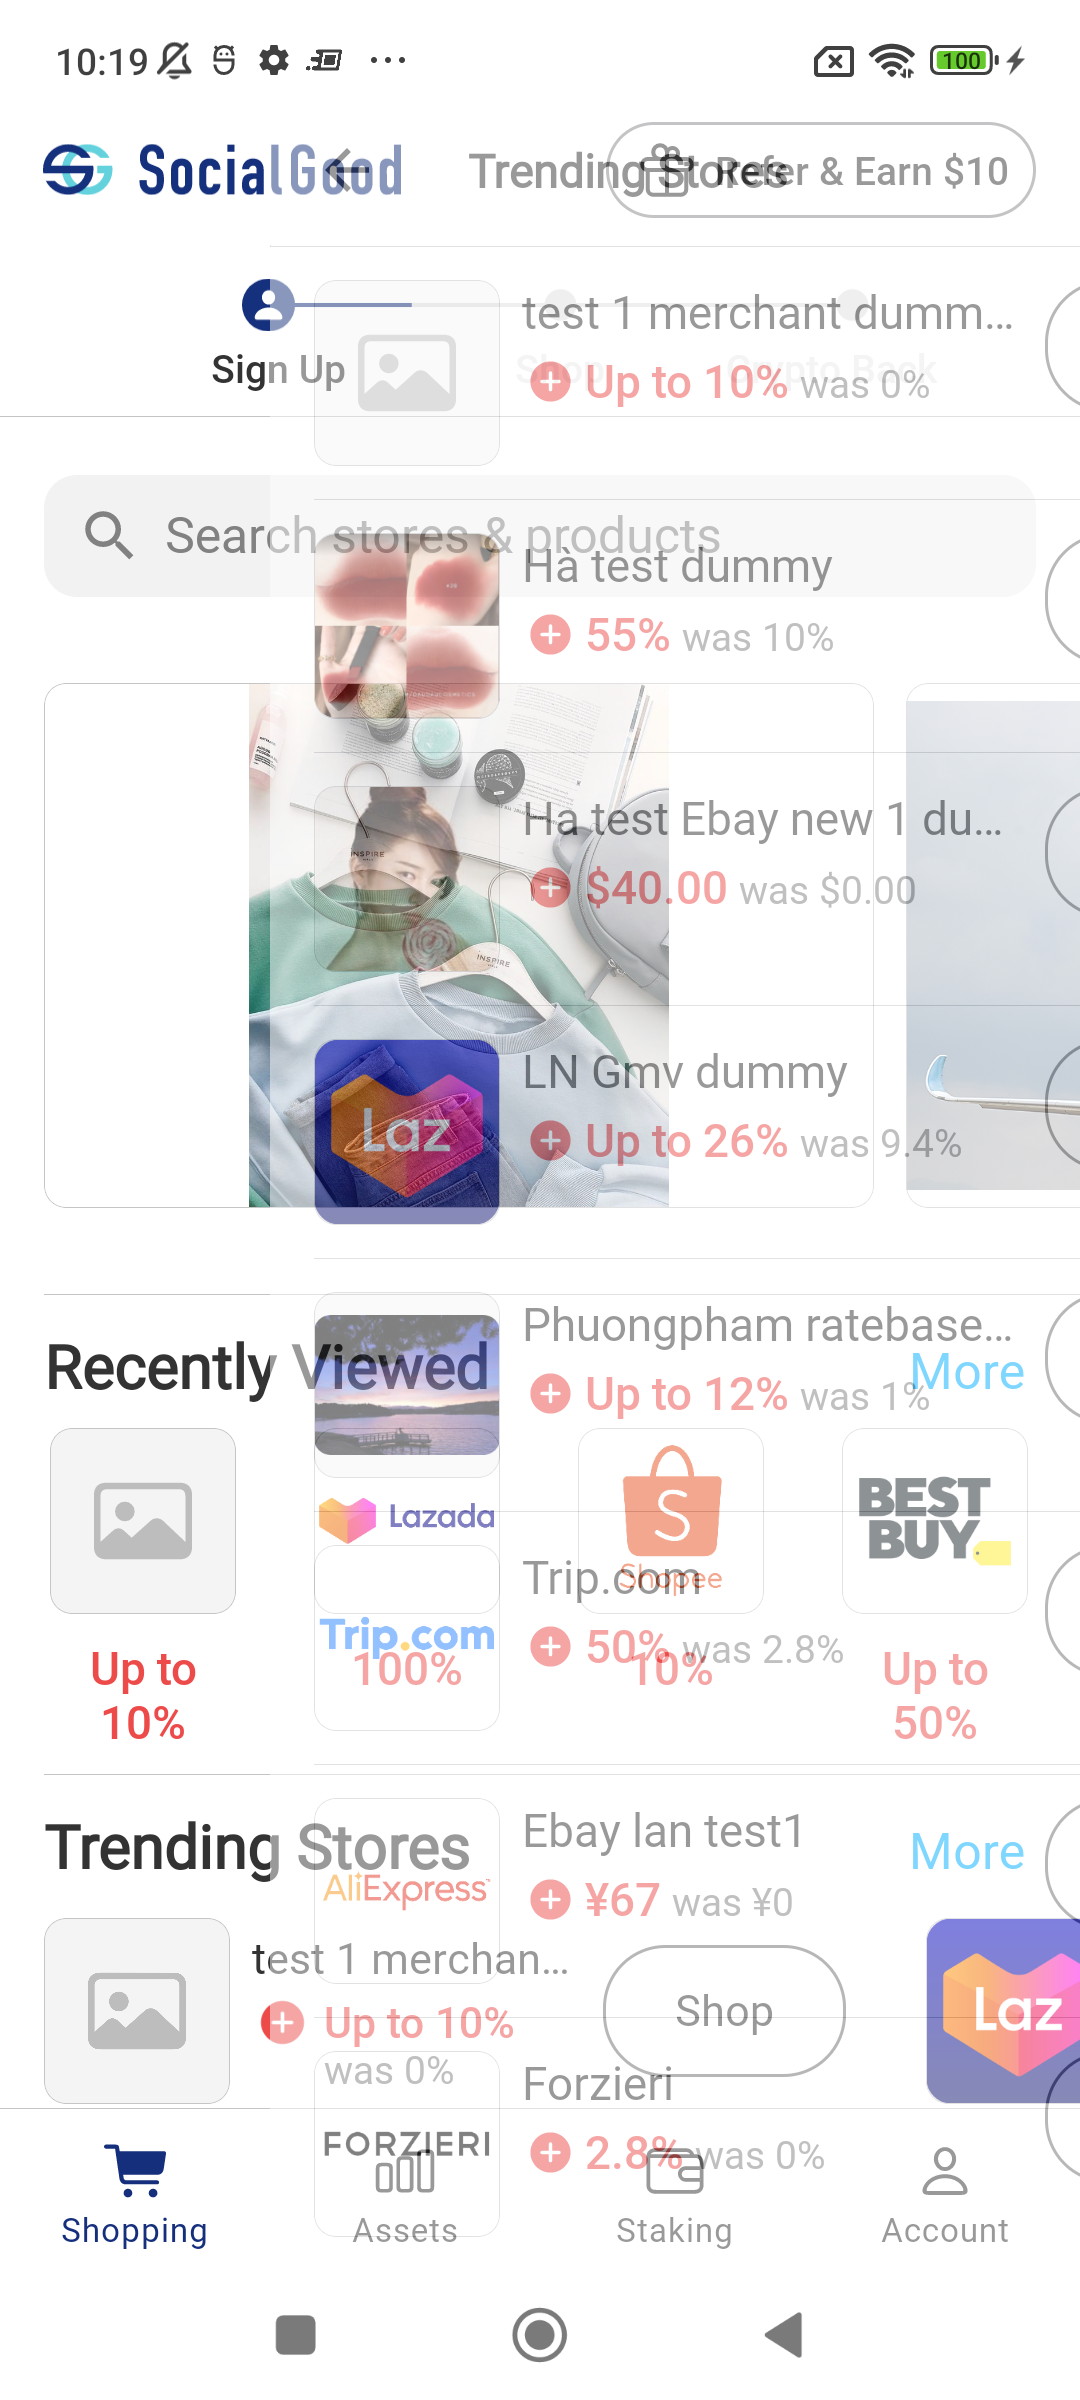 10:19
100
SocialGood
Trending Stores
Refer & Earn $10
Sign Up
Shop
Crypto Back
test 1 merchant dumm...
Up to 10% was 0%
Search stores & products
Hà test dummy
55% was 10%
Ha test Ebay new 1 du...
$40.00 was $0.00
INSPIRE
INSPIRE
LN Gmv dummy
Laz
Up to 26% was 9.4%
Phuongpham ratebase...
Recently Viewed
More
Up to 12% was 1%
Lazada
Shopee
BEST BUY
Trip.com
Trip.com
50% was 2.8%
Up to 10%
100%
10%
Up to 50%
Ebay lan test1
Trending Stores
More
AliExpress
¥67 was ¥0
test 1 merchan...
Up to 10%
was 0%
Shop
Laz
Forzieri
FORZIERI
2.8% was 0%
Shopping
Assets
Staking
Account